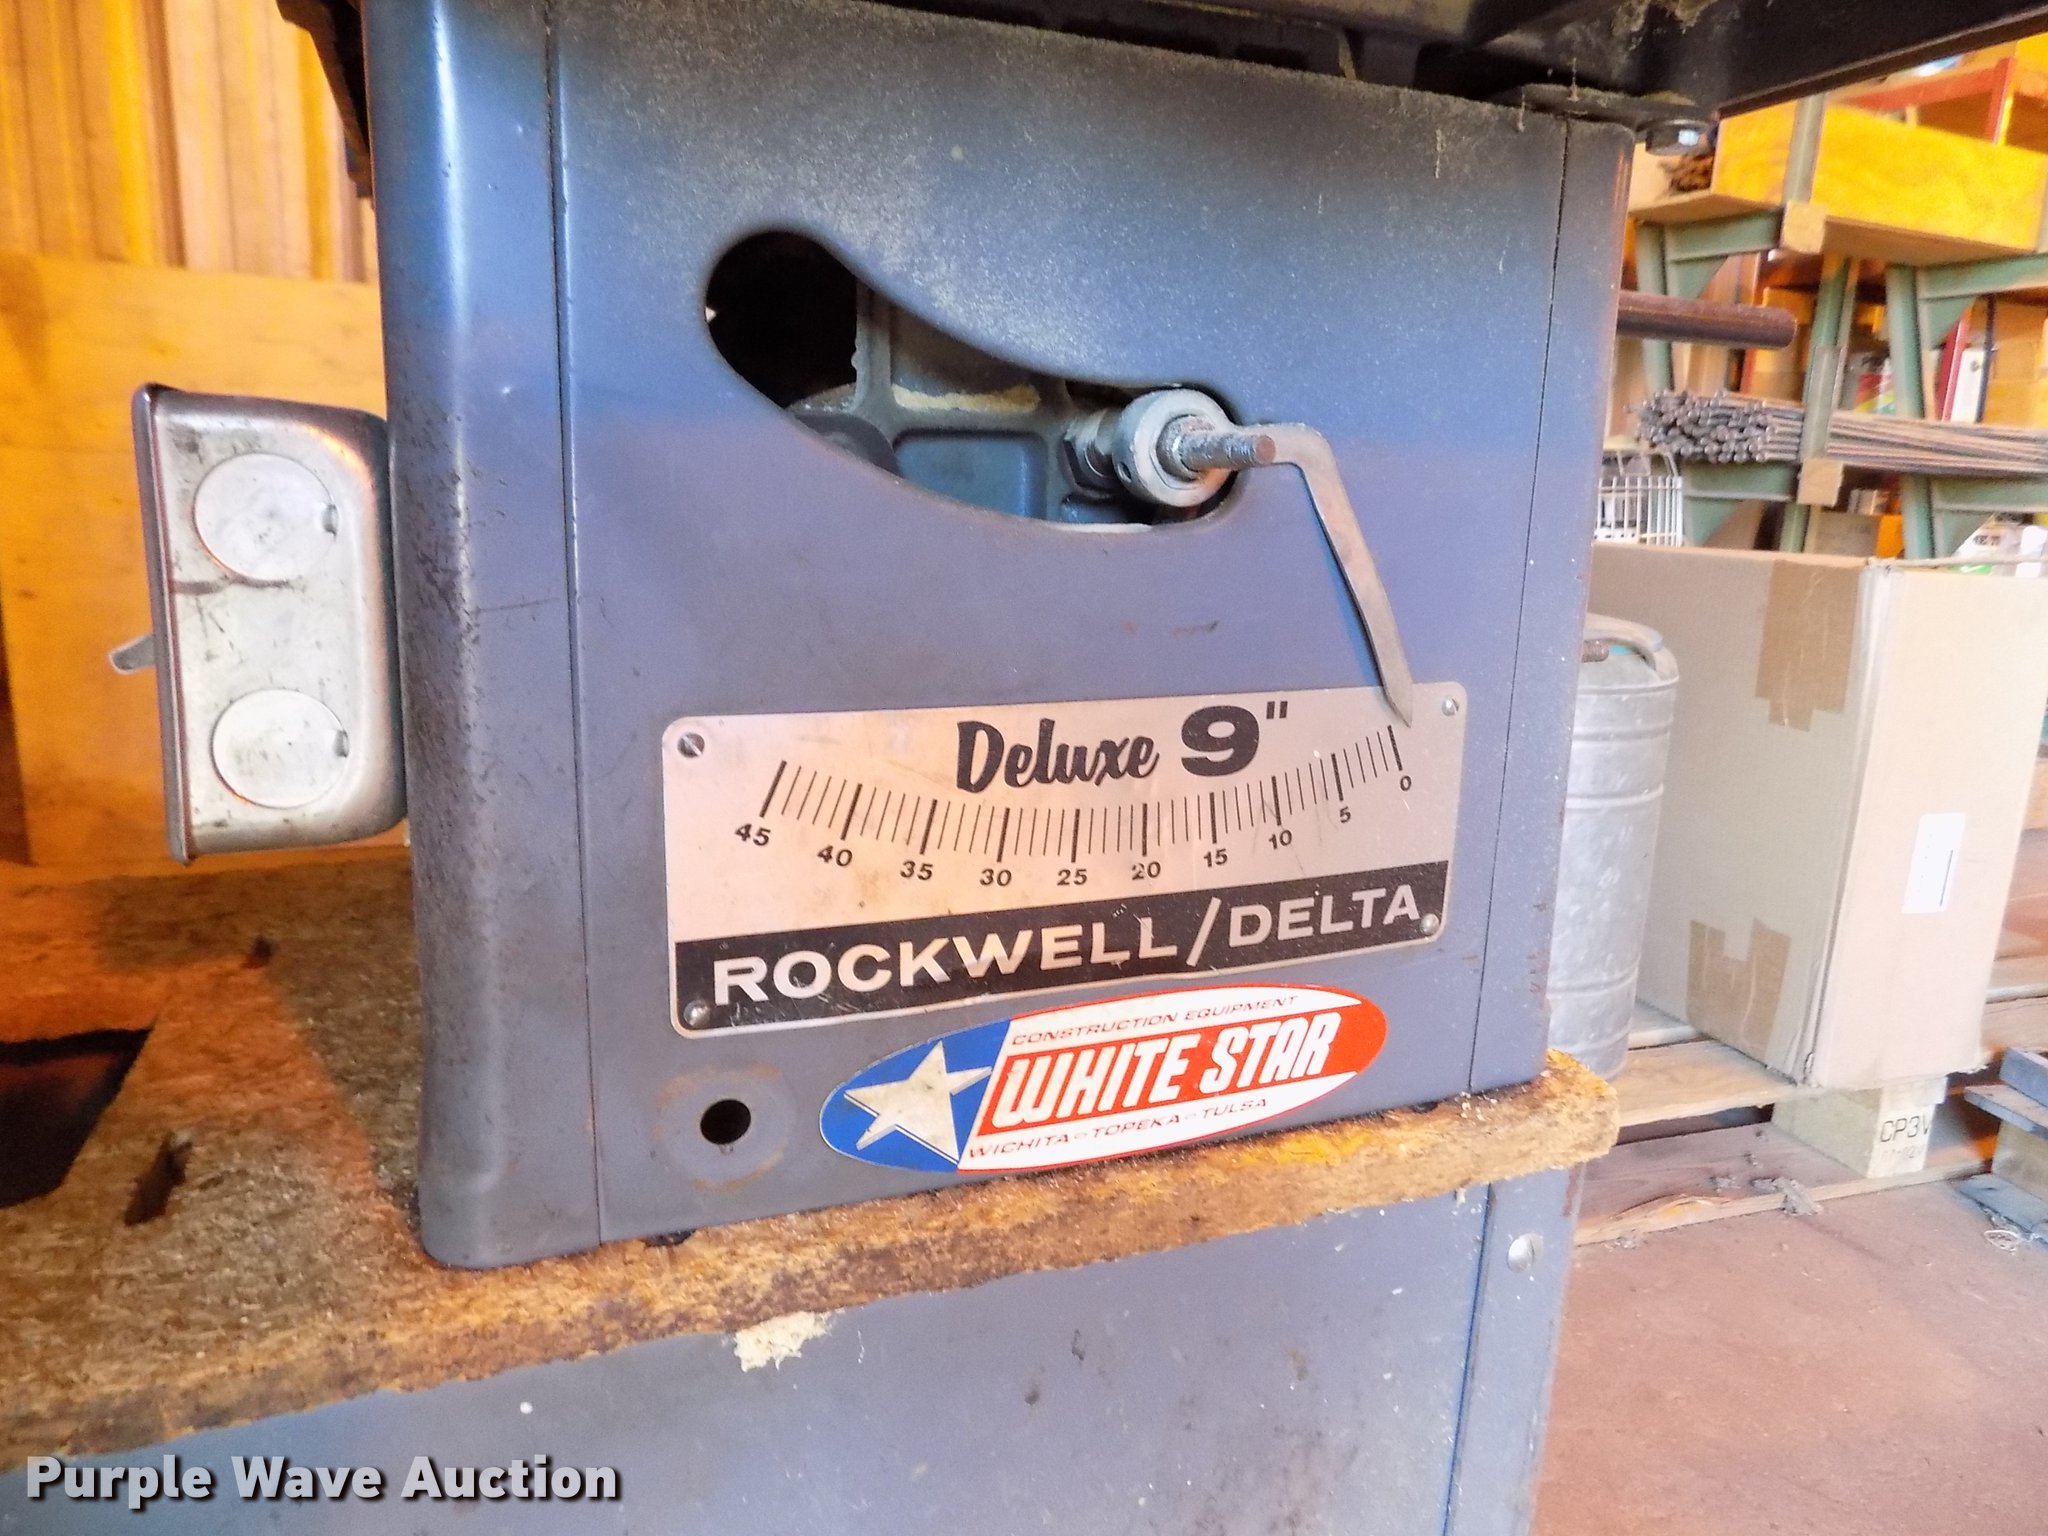 Deluxe 9"
45 40 35 30 25 20 15 10 5 0
ROCKWELL/DELTA
CONSTRUCTION EQUIPMENT
WHITE STAR
WICHITA - TOPEKA - TULSA
CP3V
Purple Wave Auction